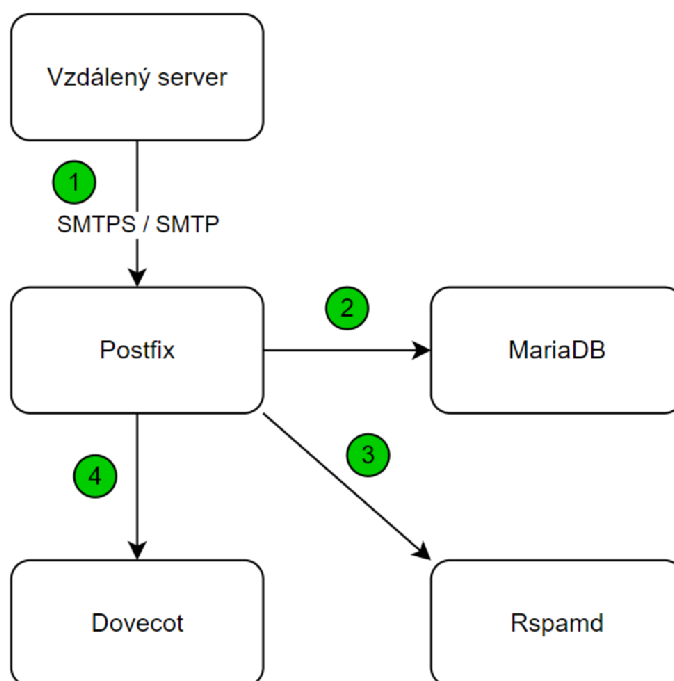 Vzdálený server
1
SMTPS / SMTP
Postfix
2
MariaDB
3
4
Dovecot
Rspamd